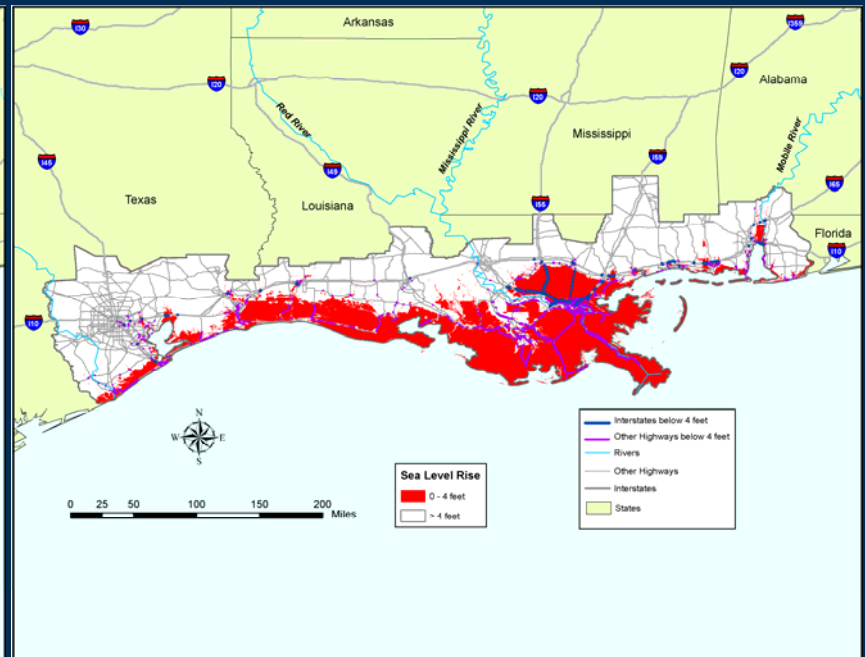 Arkansas
I30
I359
I20
I20
I20
Alabama
Red River
Mississippi River
Mississippi
Mobile River
I45
I49
I59
Texas
Louisiana
I55
I65
Florida
I10
I10
N
W E
S
0 25 50 100 150 200
Miles
Sea Level Rise
0 - 4 feet
> 4 feet
Interstates below 4 feet
Other Highways below 4 feet
Rivers
Other Highways
Interstates
States